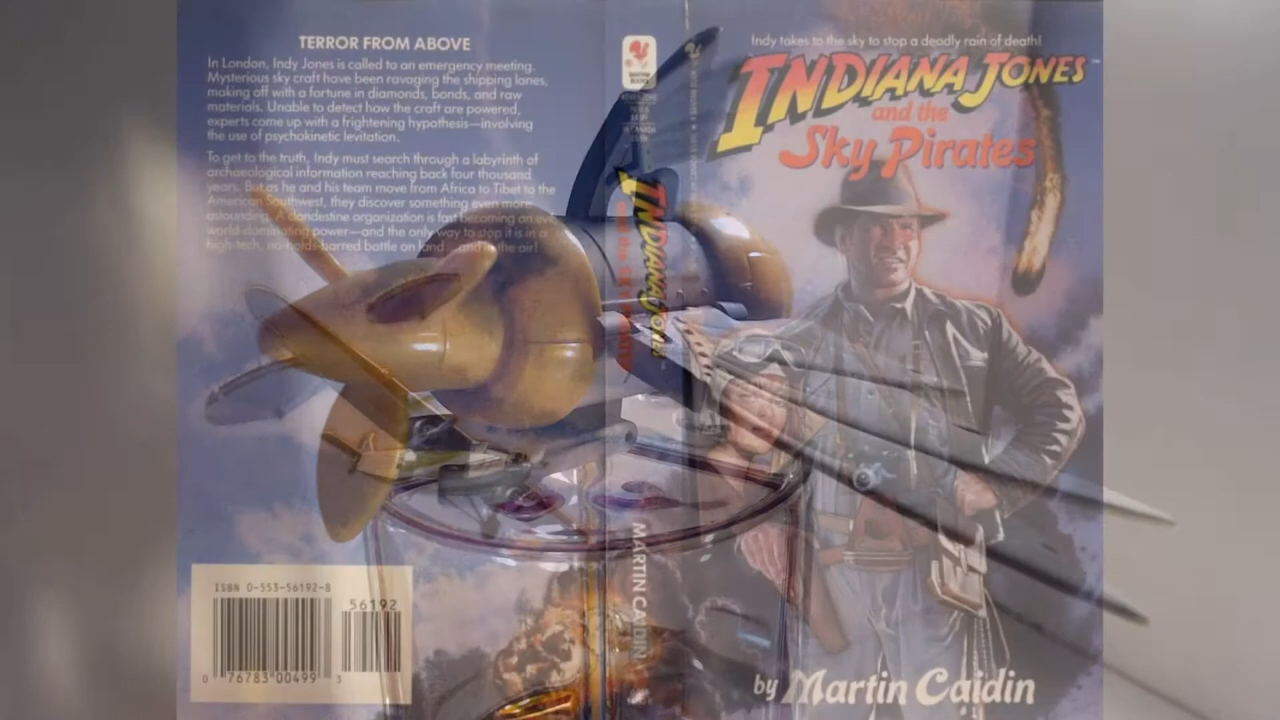 TERROR FROM ABOVE
In London, Indy Jones is called to an emergency meeting.
Mysterious sky craft have been ravaging the shipping lanes,
making off with a fortune in diamonds, bonds, and raw
materials. Unable to detect how the craft are powered,
experts come up with a frightening hypothesis—involving
the use of psychokinetic levitation.
To get to the truth, Indy must search through a labyrinth of
archaeological information reaching back four thousand
years. But as he and his team move from Africa to Tibet to the
American Southwest, they discover something even more
astounding. A clandestine organization is fast becoming an evil
world-dominating power—and the only way to stop it is in a
high-tech, no-holds-barred battle on land...and in the air!
ISBN 0-553-56192-8
56192
0 76783 00499 3
INDIANA JONES
MARTIN CAIDIN
Indy takes to the sky to stop a deadly rain of death!
INDIANA JONES
and the
Sky Pirates
by Martin Caidin